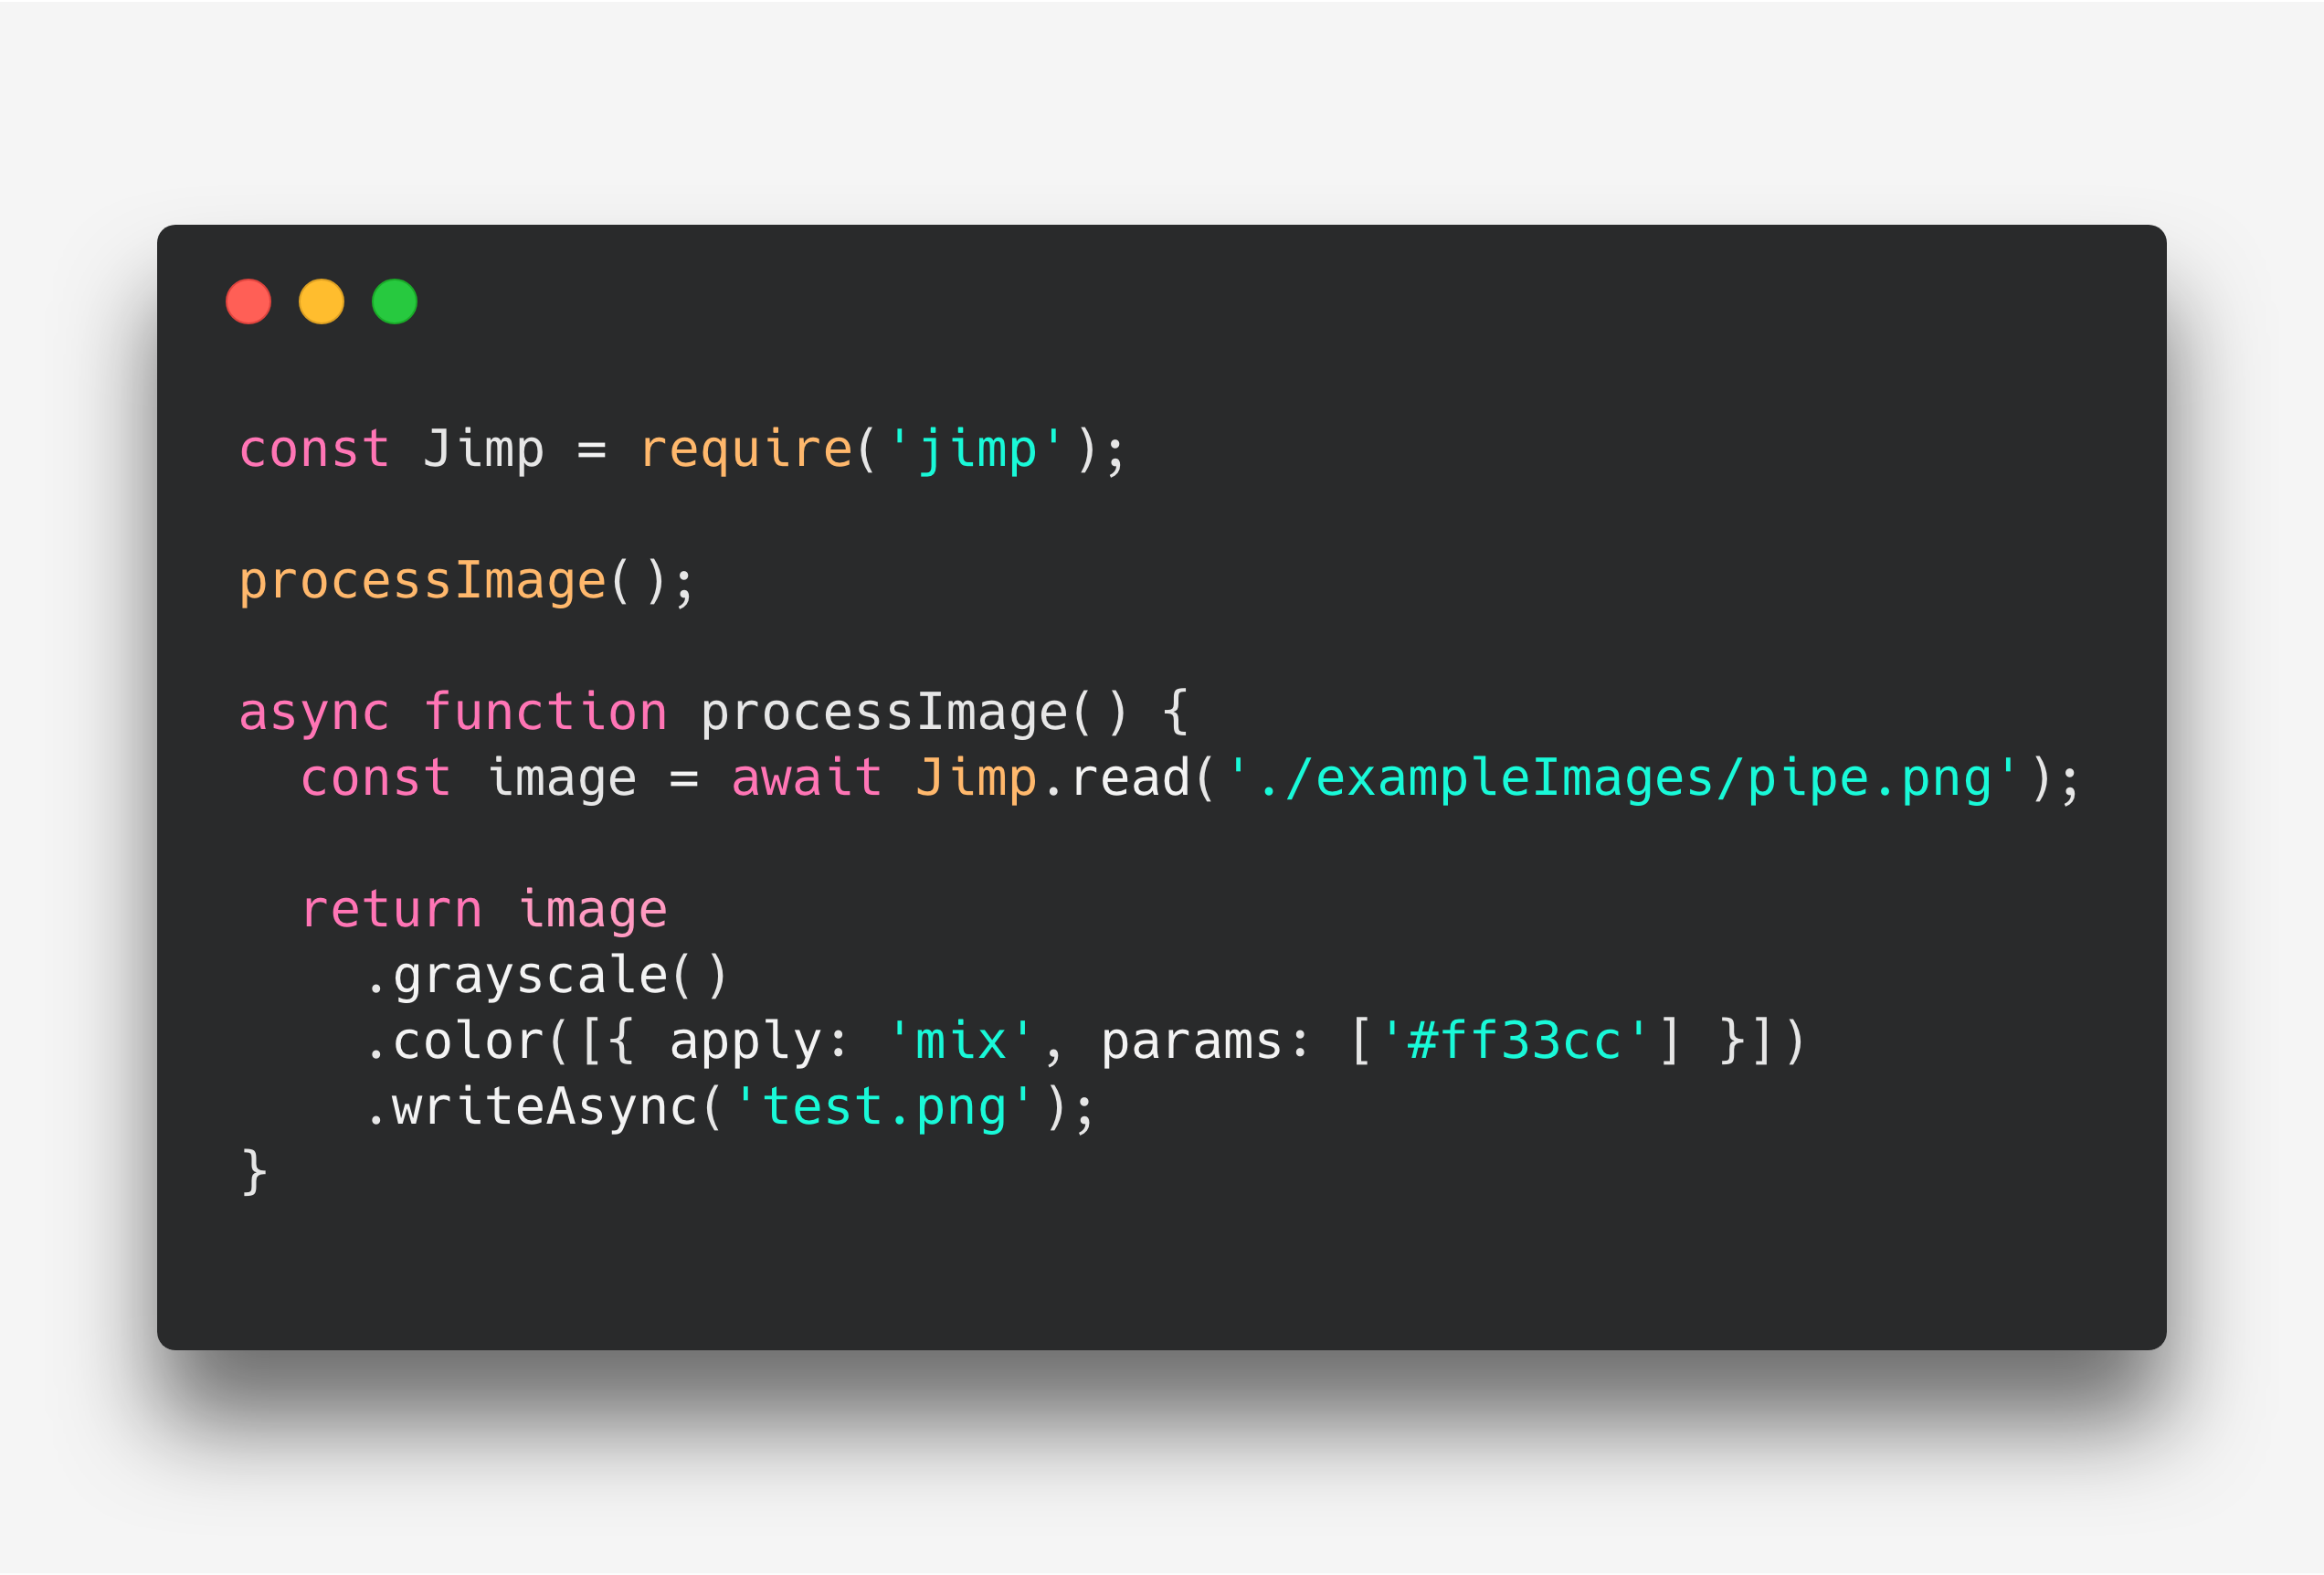 const Jimp = require('jimp');
processImage();
async function processImage() {
  const image = await Jimp.read('./exampleImages/pipe.png');
  return image
    .grayscale()
    .color([{ apply: 'mix', params: ['#ff33cc'] }])
    .writeAsync('test.png');
}